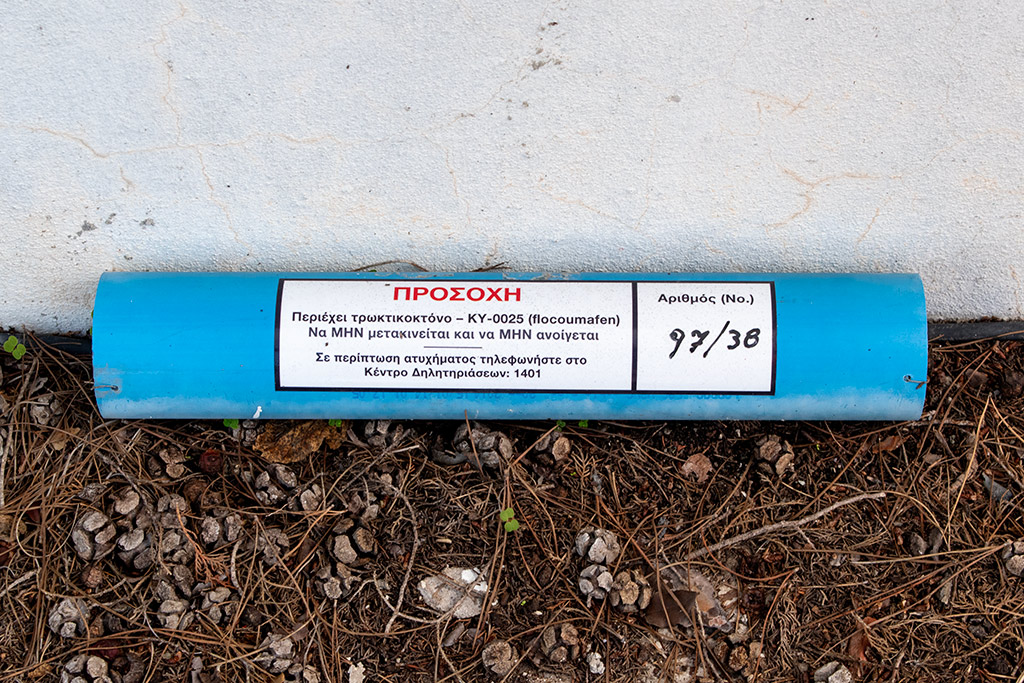 ΠΡΟΣΟΧΗ
Περιέχει τρωκτικοκτόνο – ΚΥ-0025 (flocoumafen)
Να ΜΗΝ μετακινείται και να ΜΗΝ ανοίγεται
Σε περίπτωση ατυχήματος τηλεφωνήστε στο
Κέντρο Δηλητηριάσεων: 1401
Αριθμός (No.)
97/38